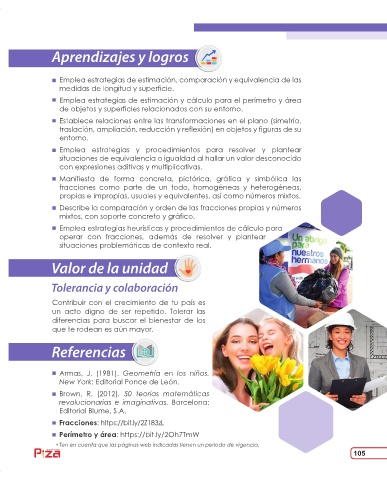 Aprendizajes y logros
Emplea estrategias de estimación, comparación y equivalencia de las
medidas de longitud y superficie.
Emplea estrategias de estimación y cálculo para el perímetro y área
de objetos y superficies relacionados con su entorno.
Establece relaciones entre las transformaciones en el plano (simetría,
traslación, ampliación, reducción y reflexión) en objetos y figuras de su
entorno.
Emplea estrategias y procedimientos para resolver y plantear
situaciones de equivalencia o igualdad al hallar un valor desconocido
con expresiones aditivas y multiplicativas.
Manifiesta de forma concreta, pictórica, gráfica y simbólica las
fracciones como parte de un todo, homogéneas y heterogéneas,
propias e impropias, usuales y equivalentes, así como números mixtos.
Describe la comparación y orden de las fracciones propias y números
mixtos, con soporte concreto y gráfico.
Emplea estrategias heurísticas y procedimientos de cálculo para
operar con fracciones, además de resolver y plantear
situaciones problemáticas de contexto real.
Un abrigo
para
nuestros
hermanos
Valor de la unidad
Tolerancia y colaboración
Contribuir con el crecimiento de tu país es
un acto digno de ser repetido. Tolerar las
diferencias para buscar el bienestar de los
que te rodean es aún mayor.
Referencias
Armas, J. (1981). Geometría en los niños.
New York: Editorial Ponce de León.
Brown, R. (2012). 50 teorías matemáticas
revolucionarias e imaginativas. Barcelona:
Editorial Blume, S.A.
Fracciones: https://bit.ly/2Z183
Perímetro y área: https://bit.ly/2Oh7TmW
*Ten en cuenta que las páginas web indicadas tienen un periodo de vigencia.
105